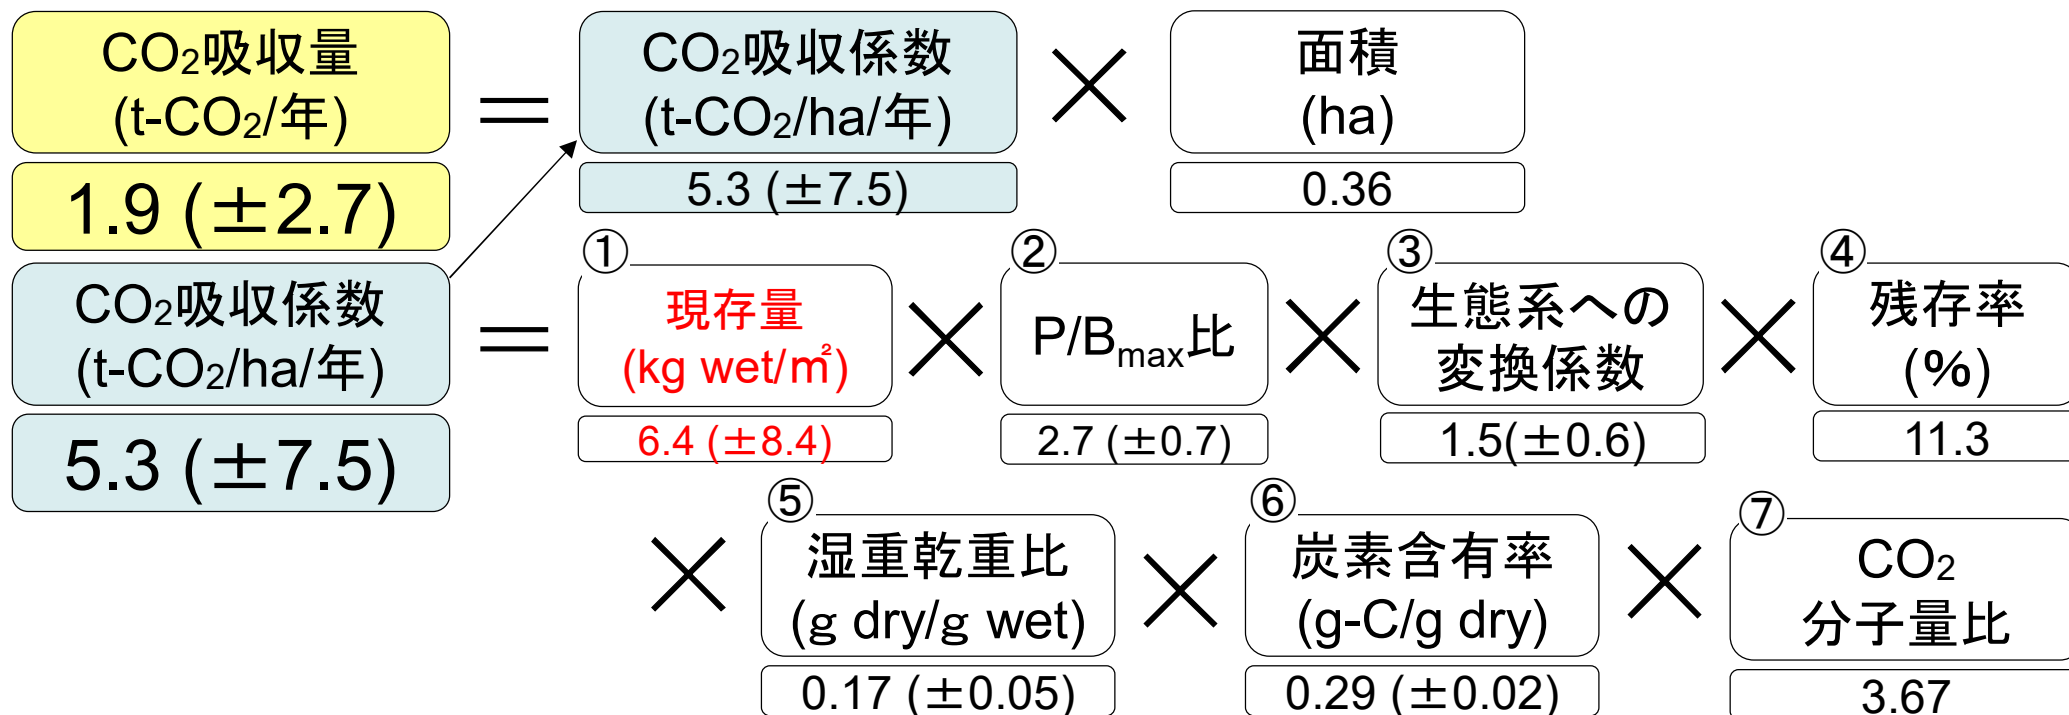 CO₂吸収量
(t-CO₂/年)
1.9 (±2.7)
=
CO₂吸収係数
(t-CO₂/ha/年)
5.3 (±7.5)
×
面積
(ha)
0.36
CO₂吸収係数
(t-CO₂/ha/年)
5.3 (±7.5)
=
①
現存量
(kg wet/㎡)
6.4 (±8.4)
×
②
P/Bmax比
2.7 (±0.7)
×
③
生態系への
変換係数
1.5(±0.6)
×
④
残存率
(%)
11.3
×
⑤
湿重乾重比
(g dry/g wet)
0.17 (±0.05)
×
⑥
炭素含有率
(g-C/g dry)
0.29 (±0.02)
×
⑦
CO₂
分子量比
3.67